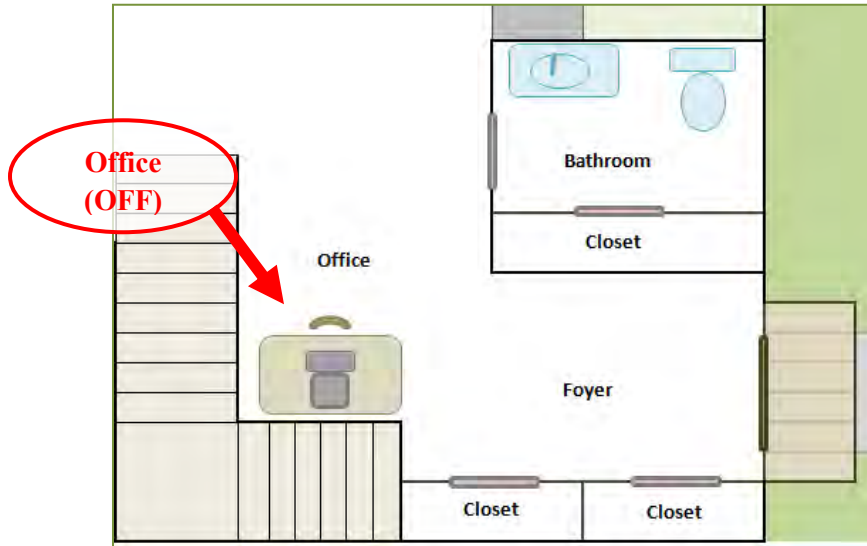 Office
(OFF)
Bathroom
Closet
Office
Foyer
Closet
Closet